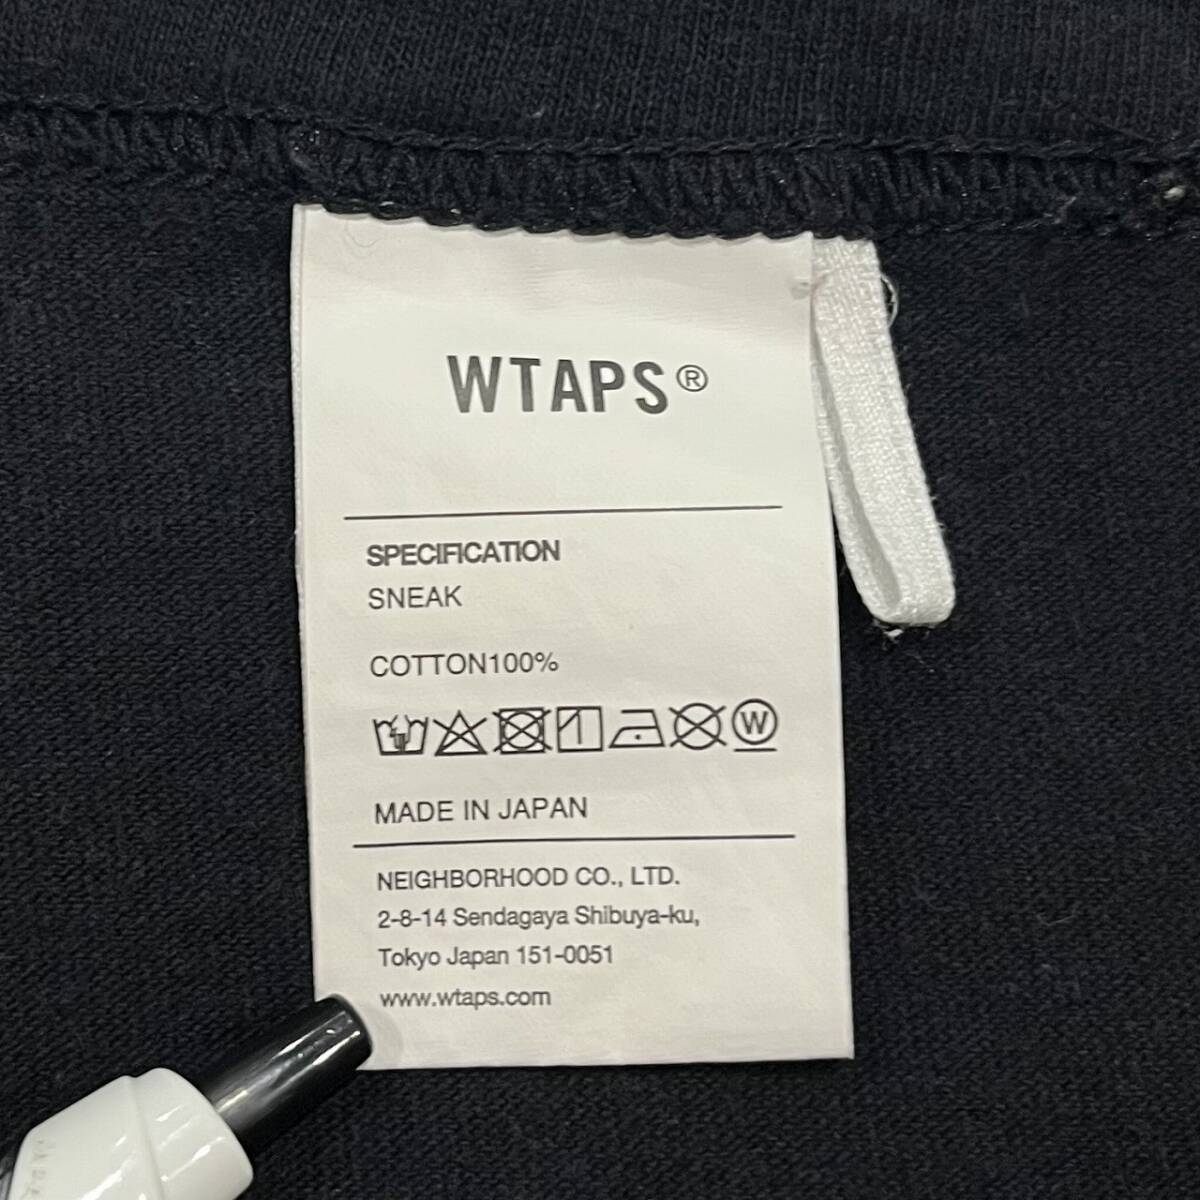 WTAPS®
SPECIFICATION
SNEAK
COTTON100%
W
MADE IN JAPAN
NEIGHBORHOOD CO., LTD.
2-8-14 Sendagaya Shibuya-ku,
Tokyo Japan 151-0051
www.wtaps.com